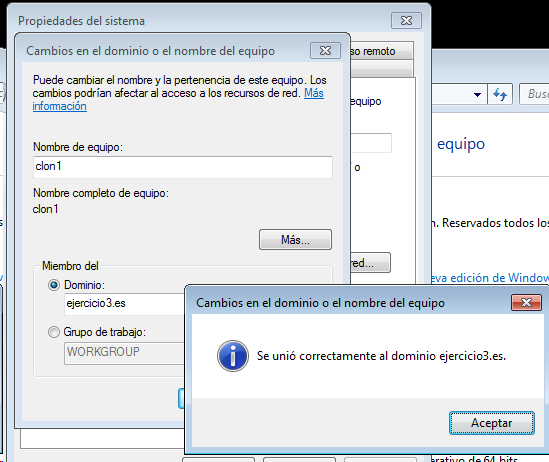 Propiedades del sistema
so remoto
Cambios en el dominio o el nombre del equipo
Puede cambiar el nombre y la pertenencia de este equipo. Los
cambios podrían afectar al acceso a los recursos de red. Más
información
equipo
Busc
equipo
Nombre de equipo:
clon1
o
Nombre completo de equipo:
clon1
n. Reservados todos los
Más...
red...
Miembro del
Dominio:
ejercicio3.es
eva edición de Window
Grupo de trabajo:
WORKGROUP
Cambios en el dominio o el nombre del equipo
Se unió correctamente al dominio ejercicio3.es.
Aceptar
erativo de 64 bits